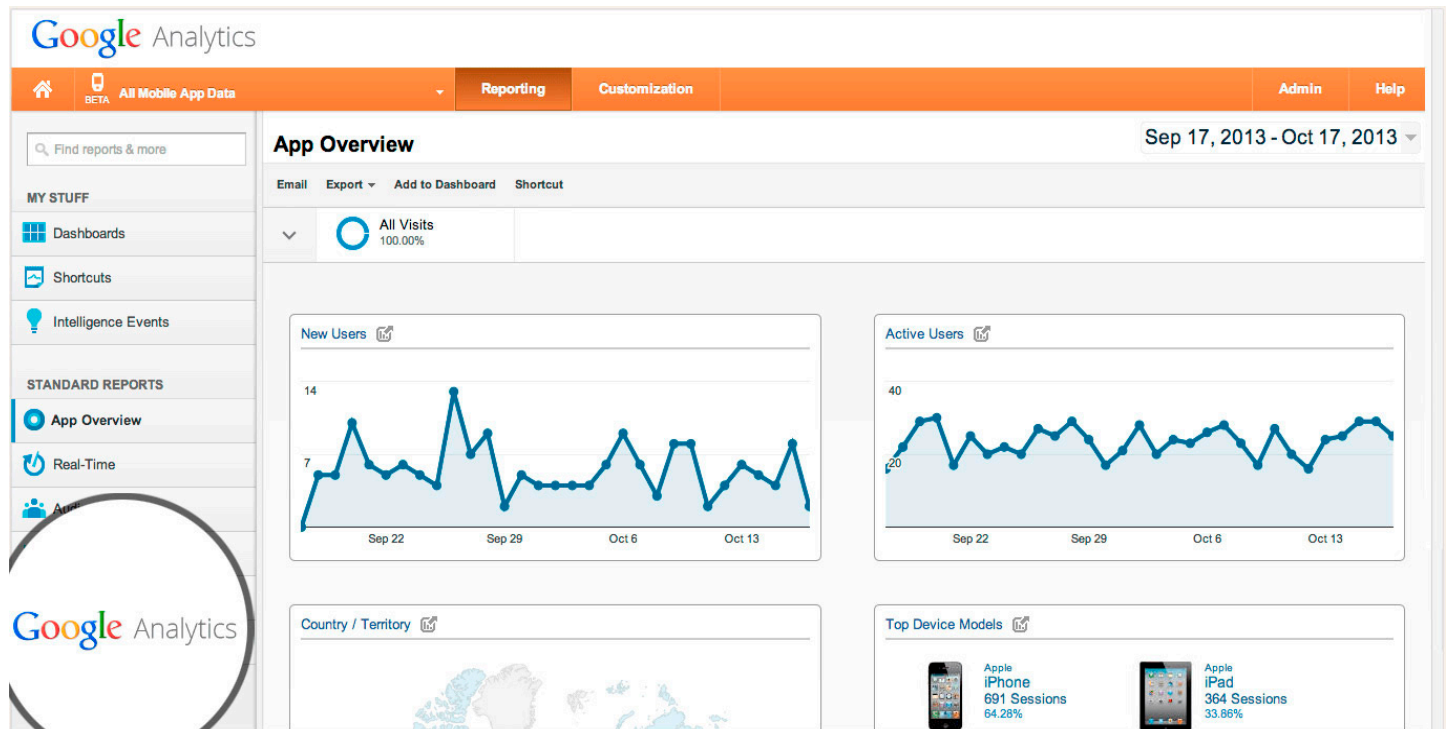 Google Analytics
BETA All Mobile App Data
Reporting
Customization
Admin
Help
Find reports & more
MY STUFF
Dashboards
Shortcuts
Intelligence Events
STANDARD REPORTS
App Overview
Real-Time
Google Analytics
App Overview
Sep 17, 2013 - Oct 17, 2013
Email Export Add to Dashboard Shortcut
All Visits
100.00%
New Users
14
7
Sep 22 Sep 29 Oct 6 Oct 13
Active Users
40
20
Sep 22 Sep 29 Oct 6 Oct 13
Country / Territory
Top Device Models
Apple
iPhone
691 Sessions
64.28%
Apple
iPad
364 Sessions
33.86%